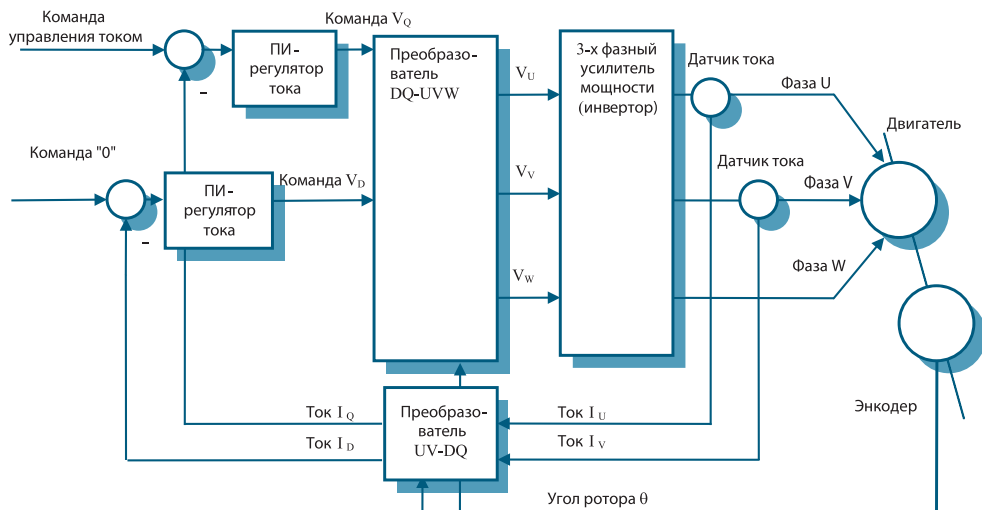 Команда
управления током
-
ПИ-
регулятор
тока
Команда VQ
Преобразо-
ватель
DQ-UVW
VU
3-х фазный
усилитель
мощности
(инвертор)
Датчик тока
Фаза U
Двигатель
Команда "0"
-
ПИ-
регулятор
тока
Команда VD
VV
Датчик тока
Фаза V
VW
Фаза W
Ток IQ
Ток ID
Преобразо-
ватель
UV-DQ
Ток IU
Ток IV
Энкодер
Угол ротора θ